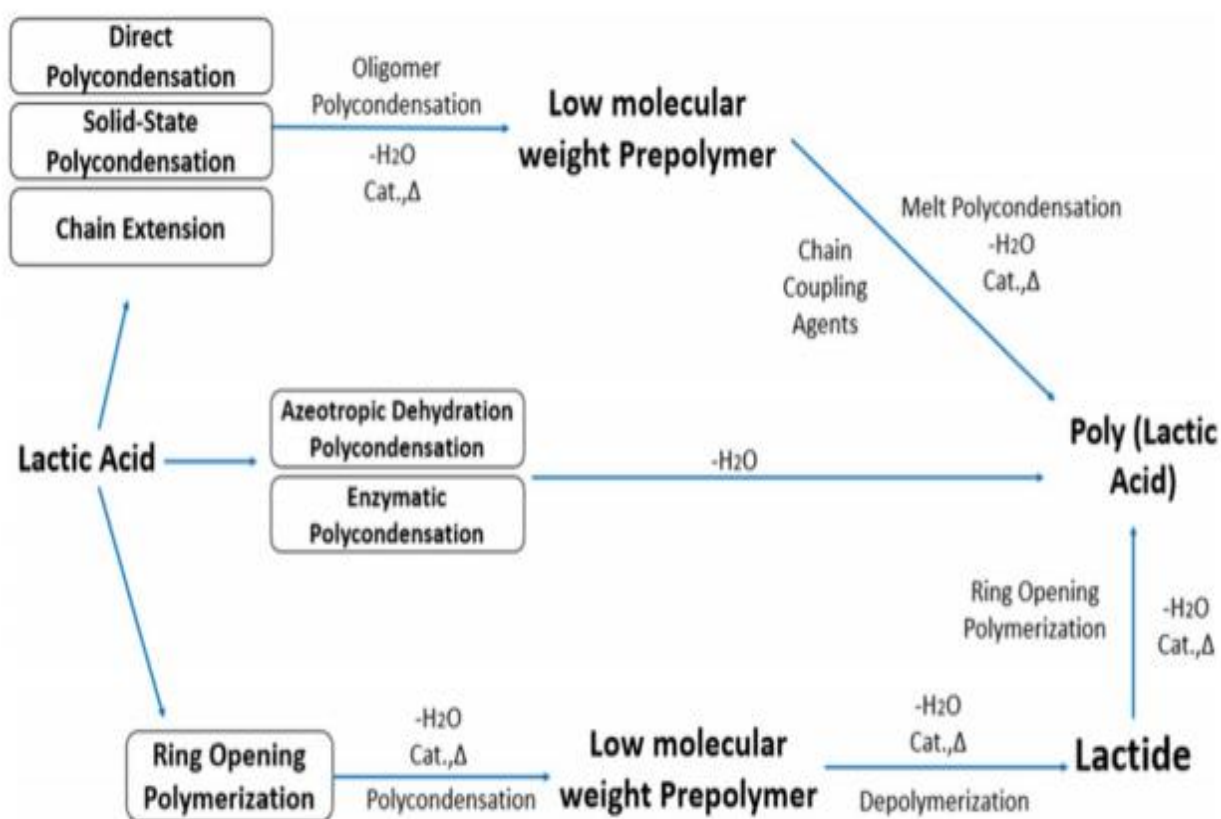 Direct
Polycondensation
Solid-State
Polycondensation
Chain Extension
Oligomer
Polycondensation
-H2O
Cat.,Δ
Low molecular
weight Prepolymer
Melt Polycondensation
-H2O
Cat.,Δ
Chain
Coupling
Agents
Lactic Acid
Azeotropic Dehydration
Polycondensation
Enzymatic
Polycondensation
-H2O
Poly (Lactic
Acid)
Ring Opening
Polymerization
-H2O
Cat.,Δ
Ring Opening
Polymerization
-H2O
Cat.,Δ
Polycondensation
Low molecular
weight Prepolymer
-H2O
Cat.,Δ
Depolymerization
Lactide